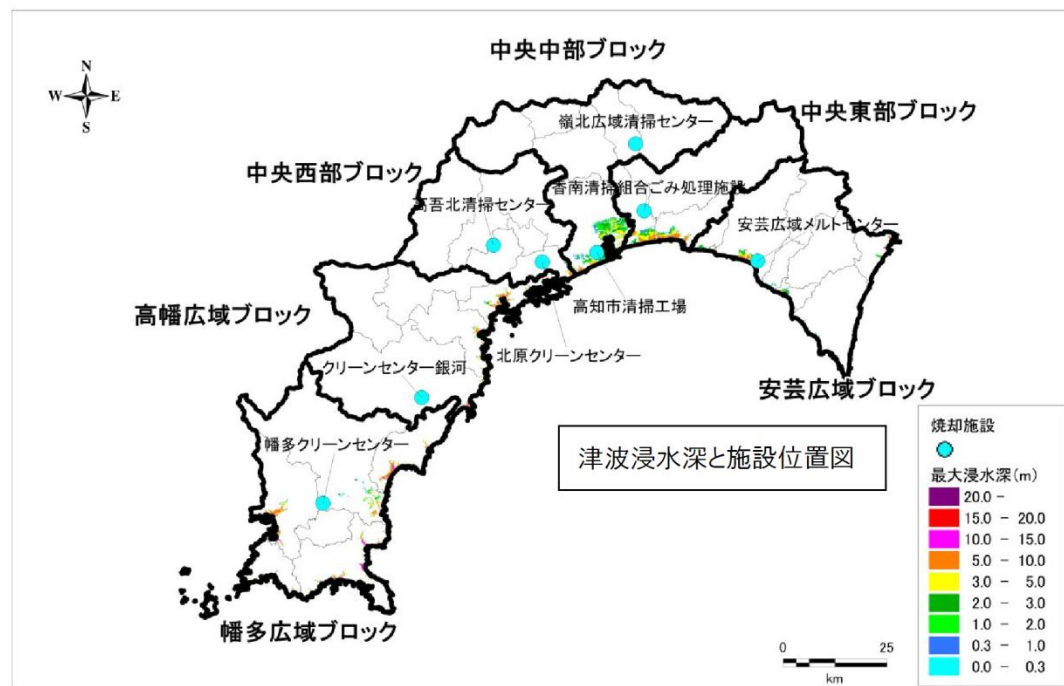 中央中部ブロック
N
W E
S
嶺北広域清掃センター
中央東部ブロック
中央西部ブロック
香南清掃組合ごみ処理施設
高吾北清掃センター
安芸広域メルトセンター
高知市清掃工場
高幡広域ブロック
北原クリーンセンター
クリーンセンター銀河
安芸広域ブロック
幡多クリーンセンター
津波浸水深と施設位置図
幡多広域ブロック
0 25
km
焼却施設
最大浸水深(m)
20.0 -
15.0 - 20.0
10.0 - 15.0
5.0 - 10.0
3.0 - 5.0
2.0 - 3.0
1.0 - 2.0
0.3 - 1.0
0.0 - 0.3